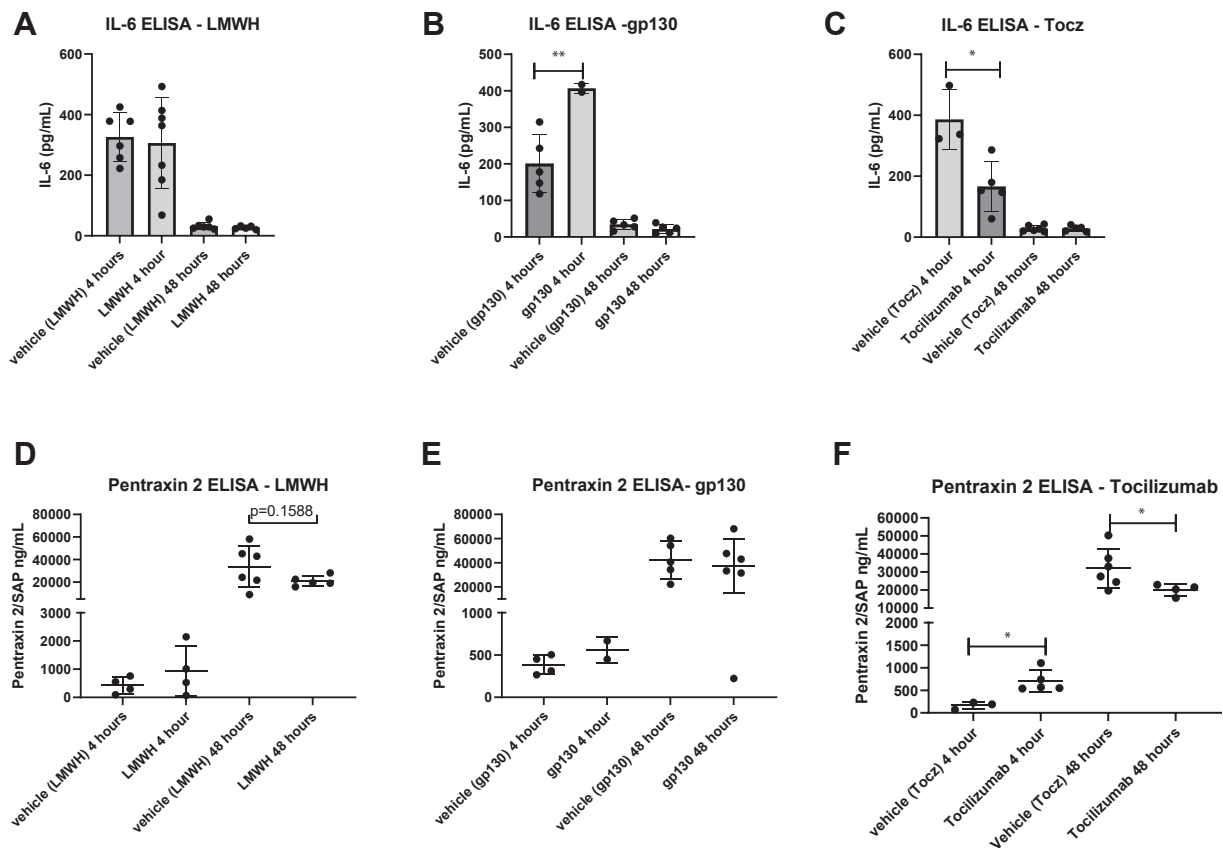 A
IL-6 ELISA - LMWH
IL-6 (pg/mL)
600
400
200
0
vehicle (LMWH) 4 hours
LMWH 4 hour
vehicle (LMWH) 48 hours
LMWH 48 hours
B
IL-6 ELISA -gp130
IL-6 (pg/mL)
500
400
300
200
100
0
**
vehicle (gp130) 4 hours
gp130 4 hour
vehicle (gp130) 48 hours
gp130 48 hours
C
IL-6 ELISA - Tocz
IL-6 (pg/mL)
600
400
200
0
*
vehicle (Tocz) 4 hour
Tocilizumab 4 hour
Vehicle (Tocz) 48 hours
Tocilizumab 48 hours
D
Pentraxin 2 ELISA - LMWH
Pentraxin 2/SAP ng/mL
80000
60000
40000
20000
3000
2000
1000
0
p=0.1588
vehicle (LMWH) 4 hours
LMWH 4 hour
vehicle (LMWH) 48 hours
LMWH 48 hours
E
Pentraxin 2 ELISA- gp130
Pentraxin 2/SAP ng/mL
80000
60000
40000
20000
1000
500
0
vehicle (gp130) 4 hours
gp130 4 hour
vehicle (gp130) 48 hours
gp130 48 hours
F
Pentraxin 2 ELISA - Tocilizumab
Pentraxin 2/SAP ng/mL
60000
50000
40000
30000
20000
10000
2000
1500
1000
500
0
*
*
vehicle (Tocz) 4 hour
Tocilizumab 4 hour
Vehicle (Tocz) 48 hours
Tocilizumab 48 hours